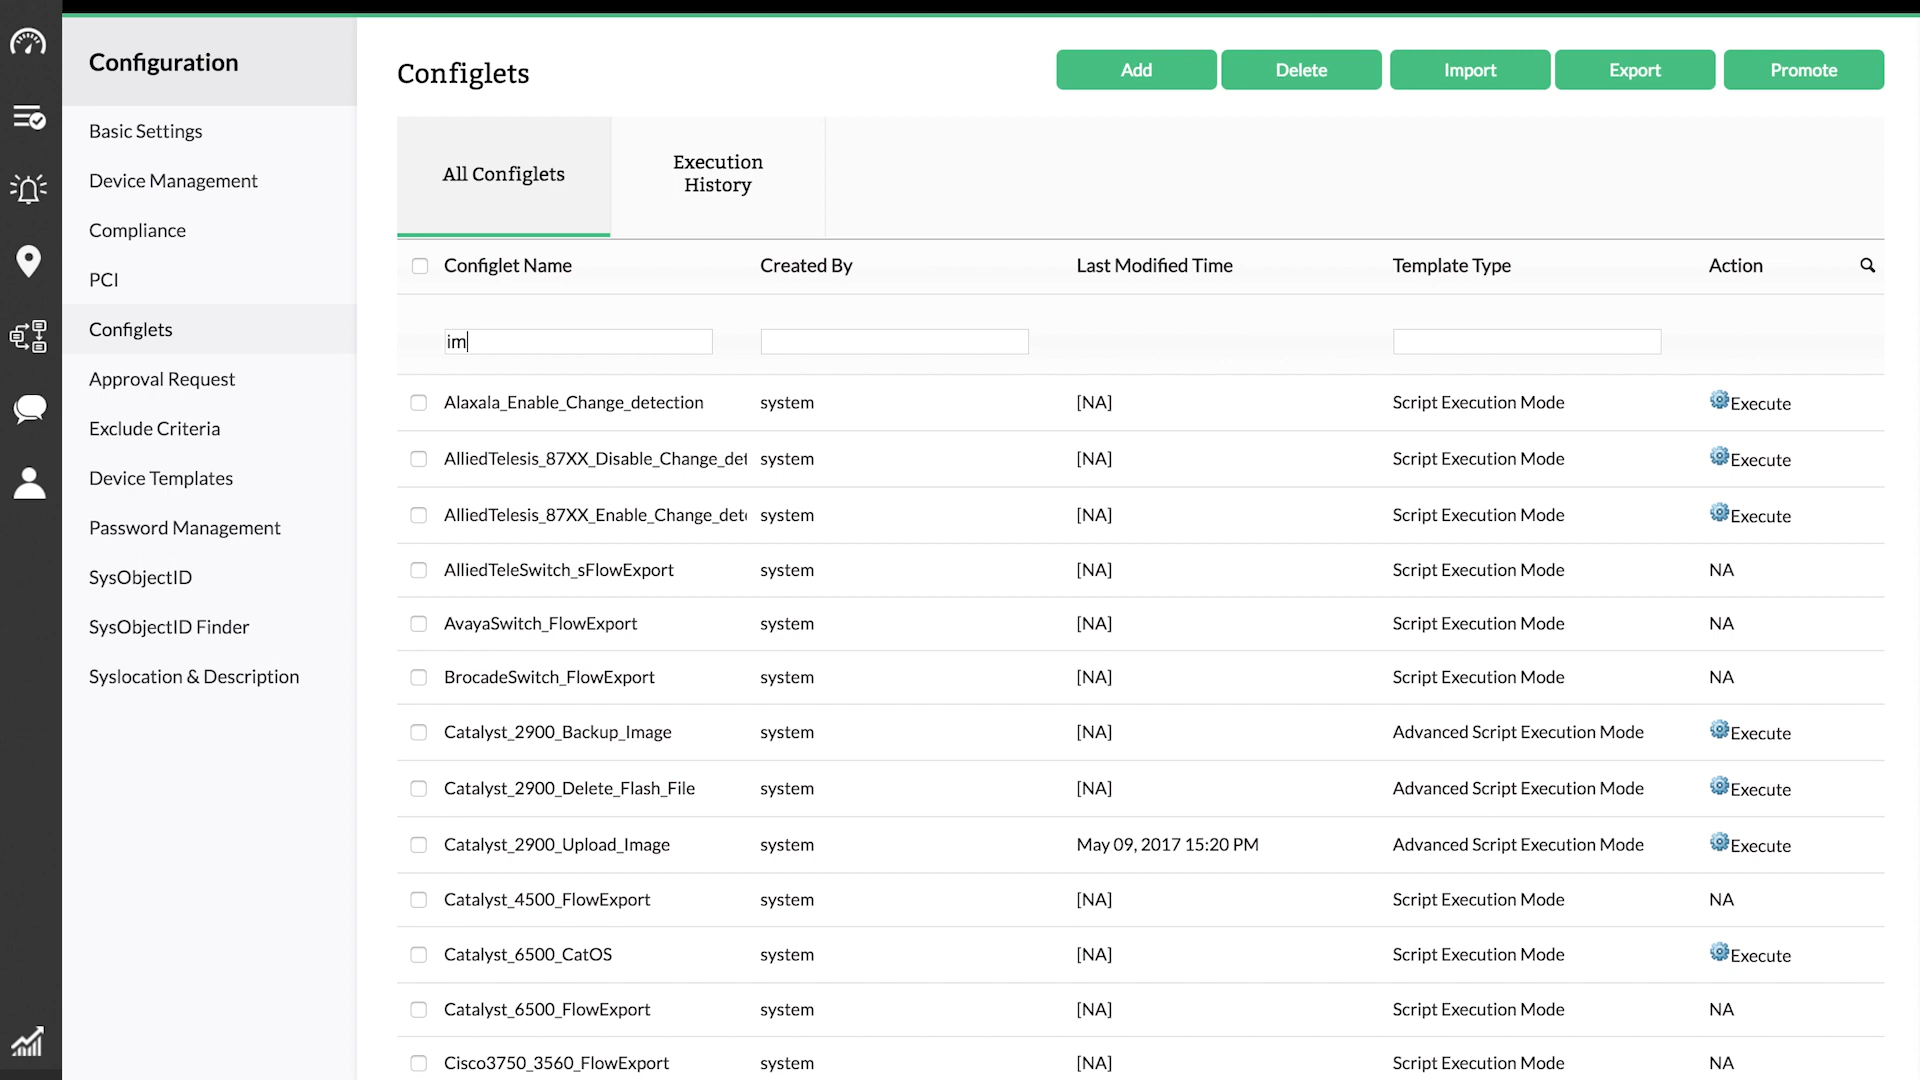 Configuration
Basic Settings
Device Management
Compliance
PCI
Configlets
Approval Request
Exclude Criteria
Device Templates
Password Management
SysObjectID
SysObjectID Finder
Syslocation & Description
Configlets
Add
Delete
Import
Export
Promote
All Configlets
Execution
History
Configlet Name Created By Last Modified Time Template Type Action
im
Alaxala_Enable_Change_detection system [NA] Script Execution Mode Execute
AlliedTelesis_87XX_Disable_Change_det system [NA] Script Execution Mode Execute
AlliedTelesis_87XX_Enable_Change_dete system [NA] Script Execution Mode Execute
AlliedTeleSwitch_sFlowExport system [NA] Script Execution Mode NA
AvayaSwitch_FlowExport system [NA] Script Execution Mode NA
BrocadeSwitch_FlowExport system [NA] Script Execution Mode NA
Catalyst_2900_Backup_Image system [NA] Advanced Script Execution Mode Execute
Catalyst_2900_Delete_Flash_File system [NA] Advanced Script Execution Mode Execute
Catalyst_2900_Upload_Image system May 09, 2017 15:20 PM Advanced Script Execution Mode Execute
Catalyst_4500_FlowExport system [NA] Script Execution Mode NA
Catalyst_6500_CatOS system [NA] Script Execution Mode Execute
Catalyst_6500_FlowExport system [NA] Script Execution Mode NA
Cisco3750_3560_FlowExport system [NA] Script Execution Mode NA